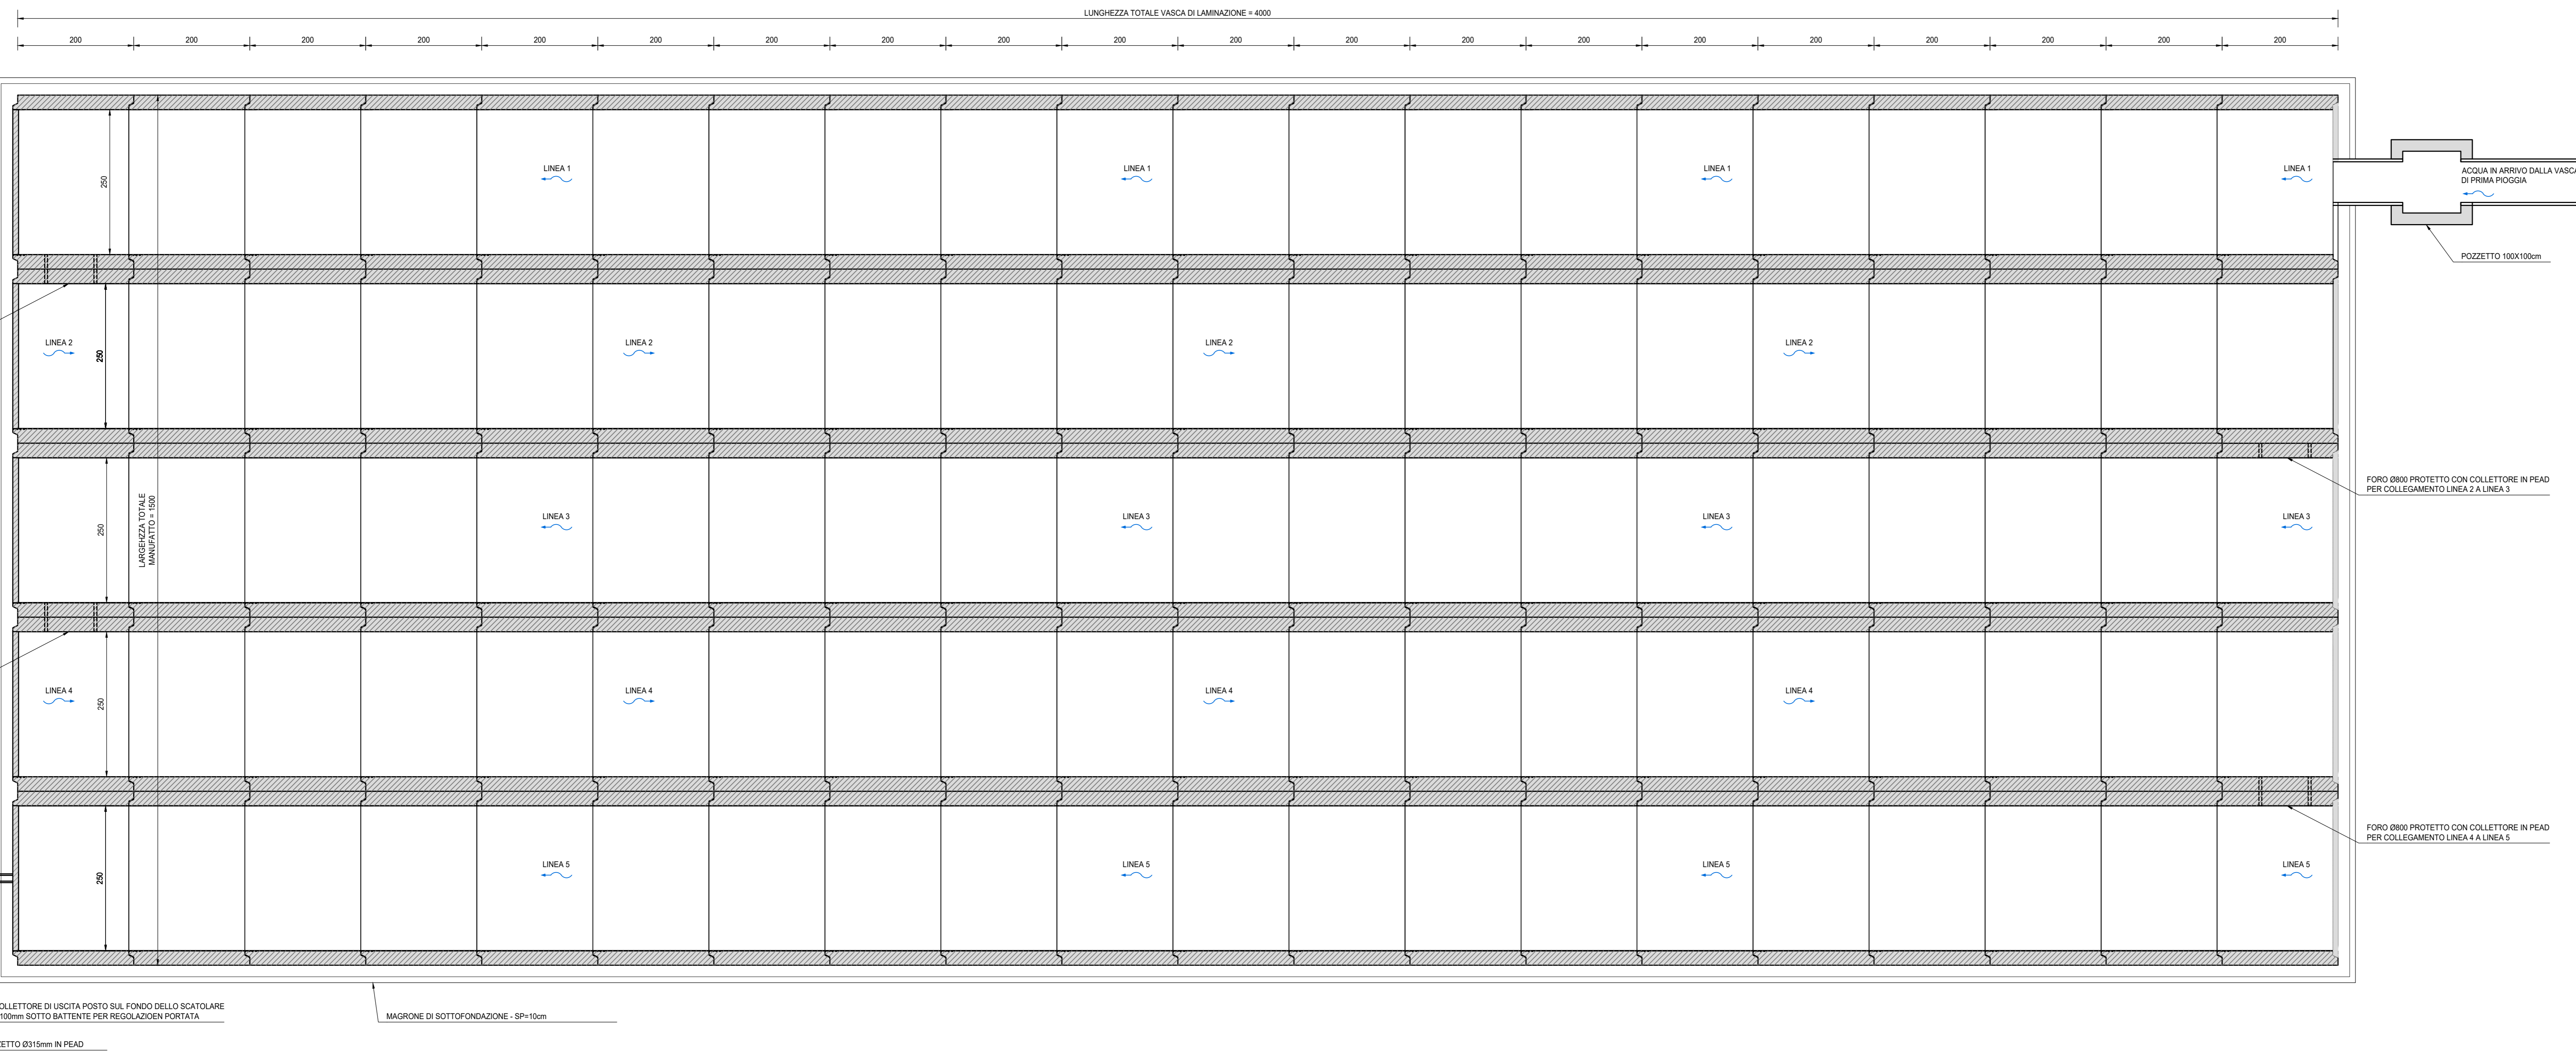 LUNGHEZZA TOTALE VASCA DI LAMINAZIONE = 4000
200 200 200 200 200 200 200 200 200 200 200 200 200 200 200 200 200 200 200 200
LINEA 1 LINEA 1 LINEA 1 LINEA 1
250
ACQUA IN ARRIVO DALLA VASCA
DI PRIMA PIOGGIA
POZZETTO 100X100cm
LINEA 2 LINEA 2 LINEA 2 LINEA 2
250
FORO Ø800 PROTETTO CON COLLETTORE IN PEAD
PER COLLEGAMENTO LINEA 2 A LINEA 3
LARGEHZZA TOTALE
MANUFATTO = 1500
250
LINEA 3 LINEA 3 LINEA 3 LINEA 3
LINEA 4 LINEA 4 LINEA 4 LINEA 4
250
FORO Ø800 PROTETTO CON COLLETTORE IN PEAD
PER COLLEGAMENTO LINEA 4 A LINEA 5
LINEA 5 LINEA 5 LINEA 5 LINEA 5
250
OLLETTORE DI USCITA POSTO SUL FONDO DELLO SCATOLARE
100mm SOTTO BATTENTE PER REGOLAZIOEN PORTATA
MAGRONE DI SOTTOFONDAZIONE - SP=10cm
ETTO Ø315mm IN PEAD